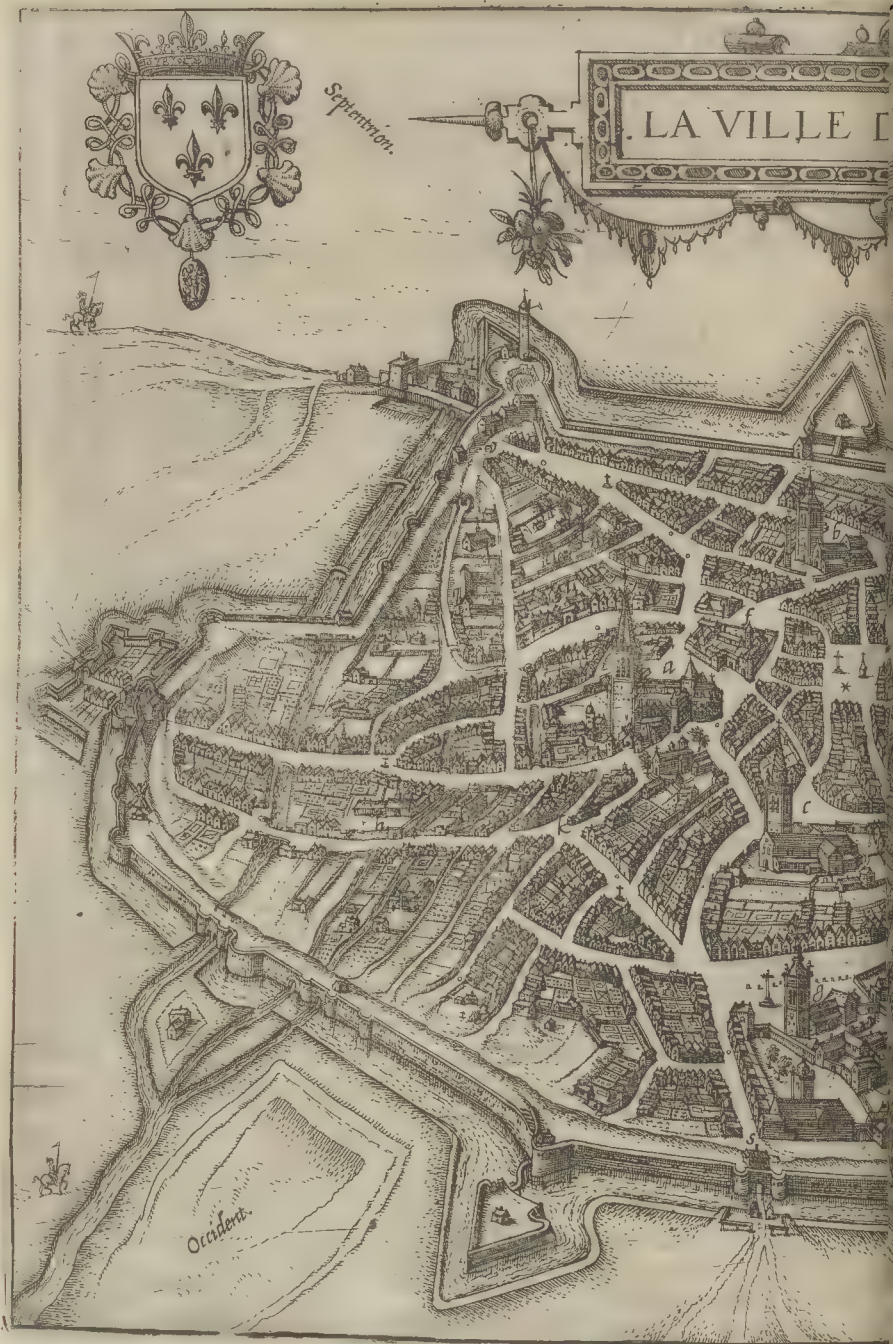 Septentrion.
. LA VILLE D
b
f
a
*
c
k
h
g
s
Occident.